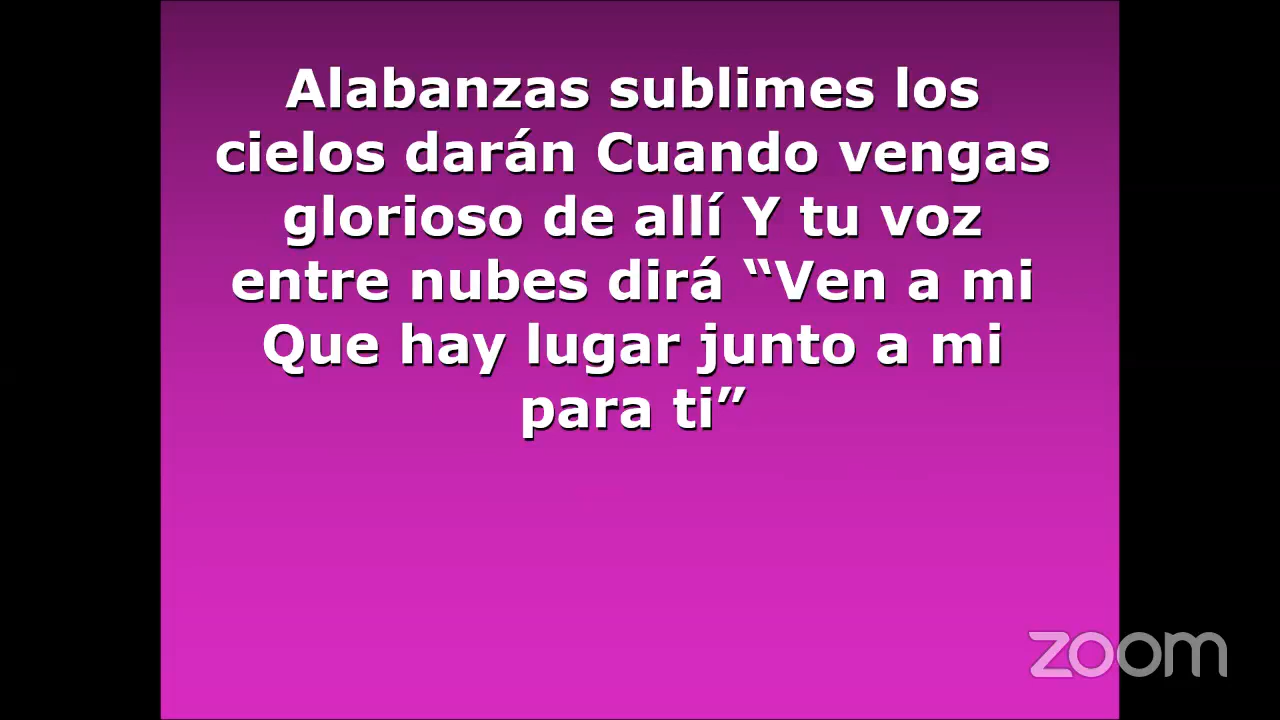 Alabanzas sublimes los
cielos darán Cuando vengas
glorioso de allí Y tu voz
entre nubes dirá “Ven a mi
Que hay lugar junto a mi
para ti”
zoom